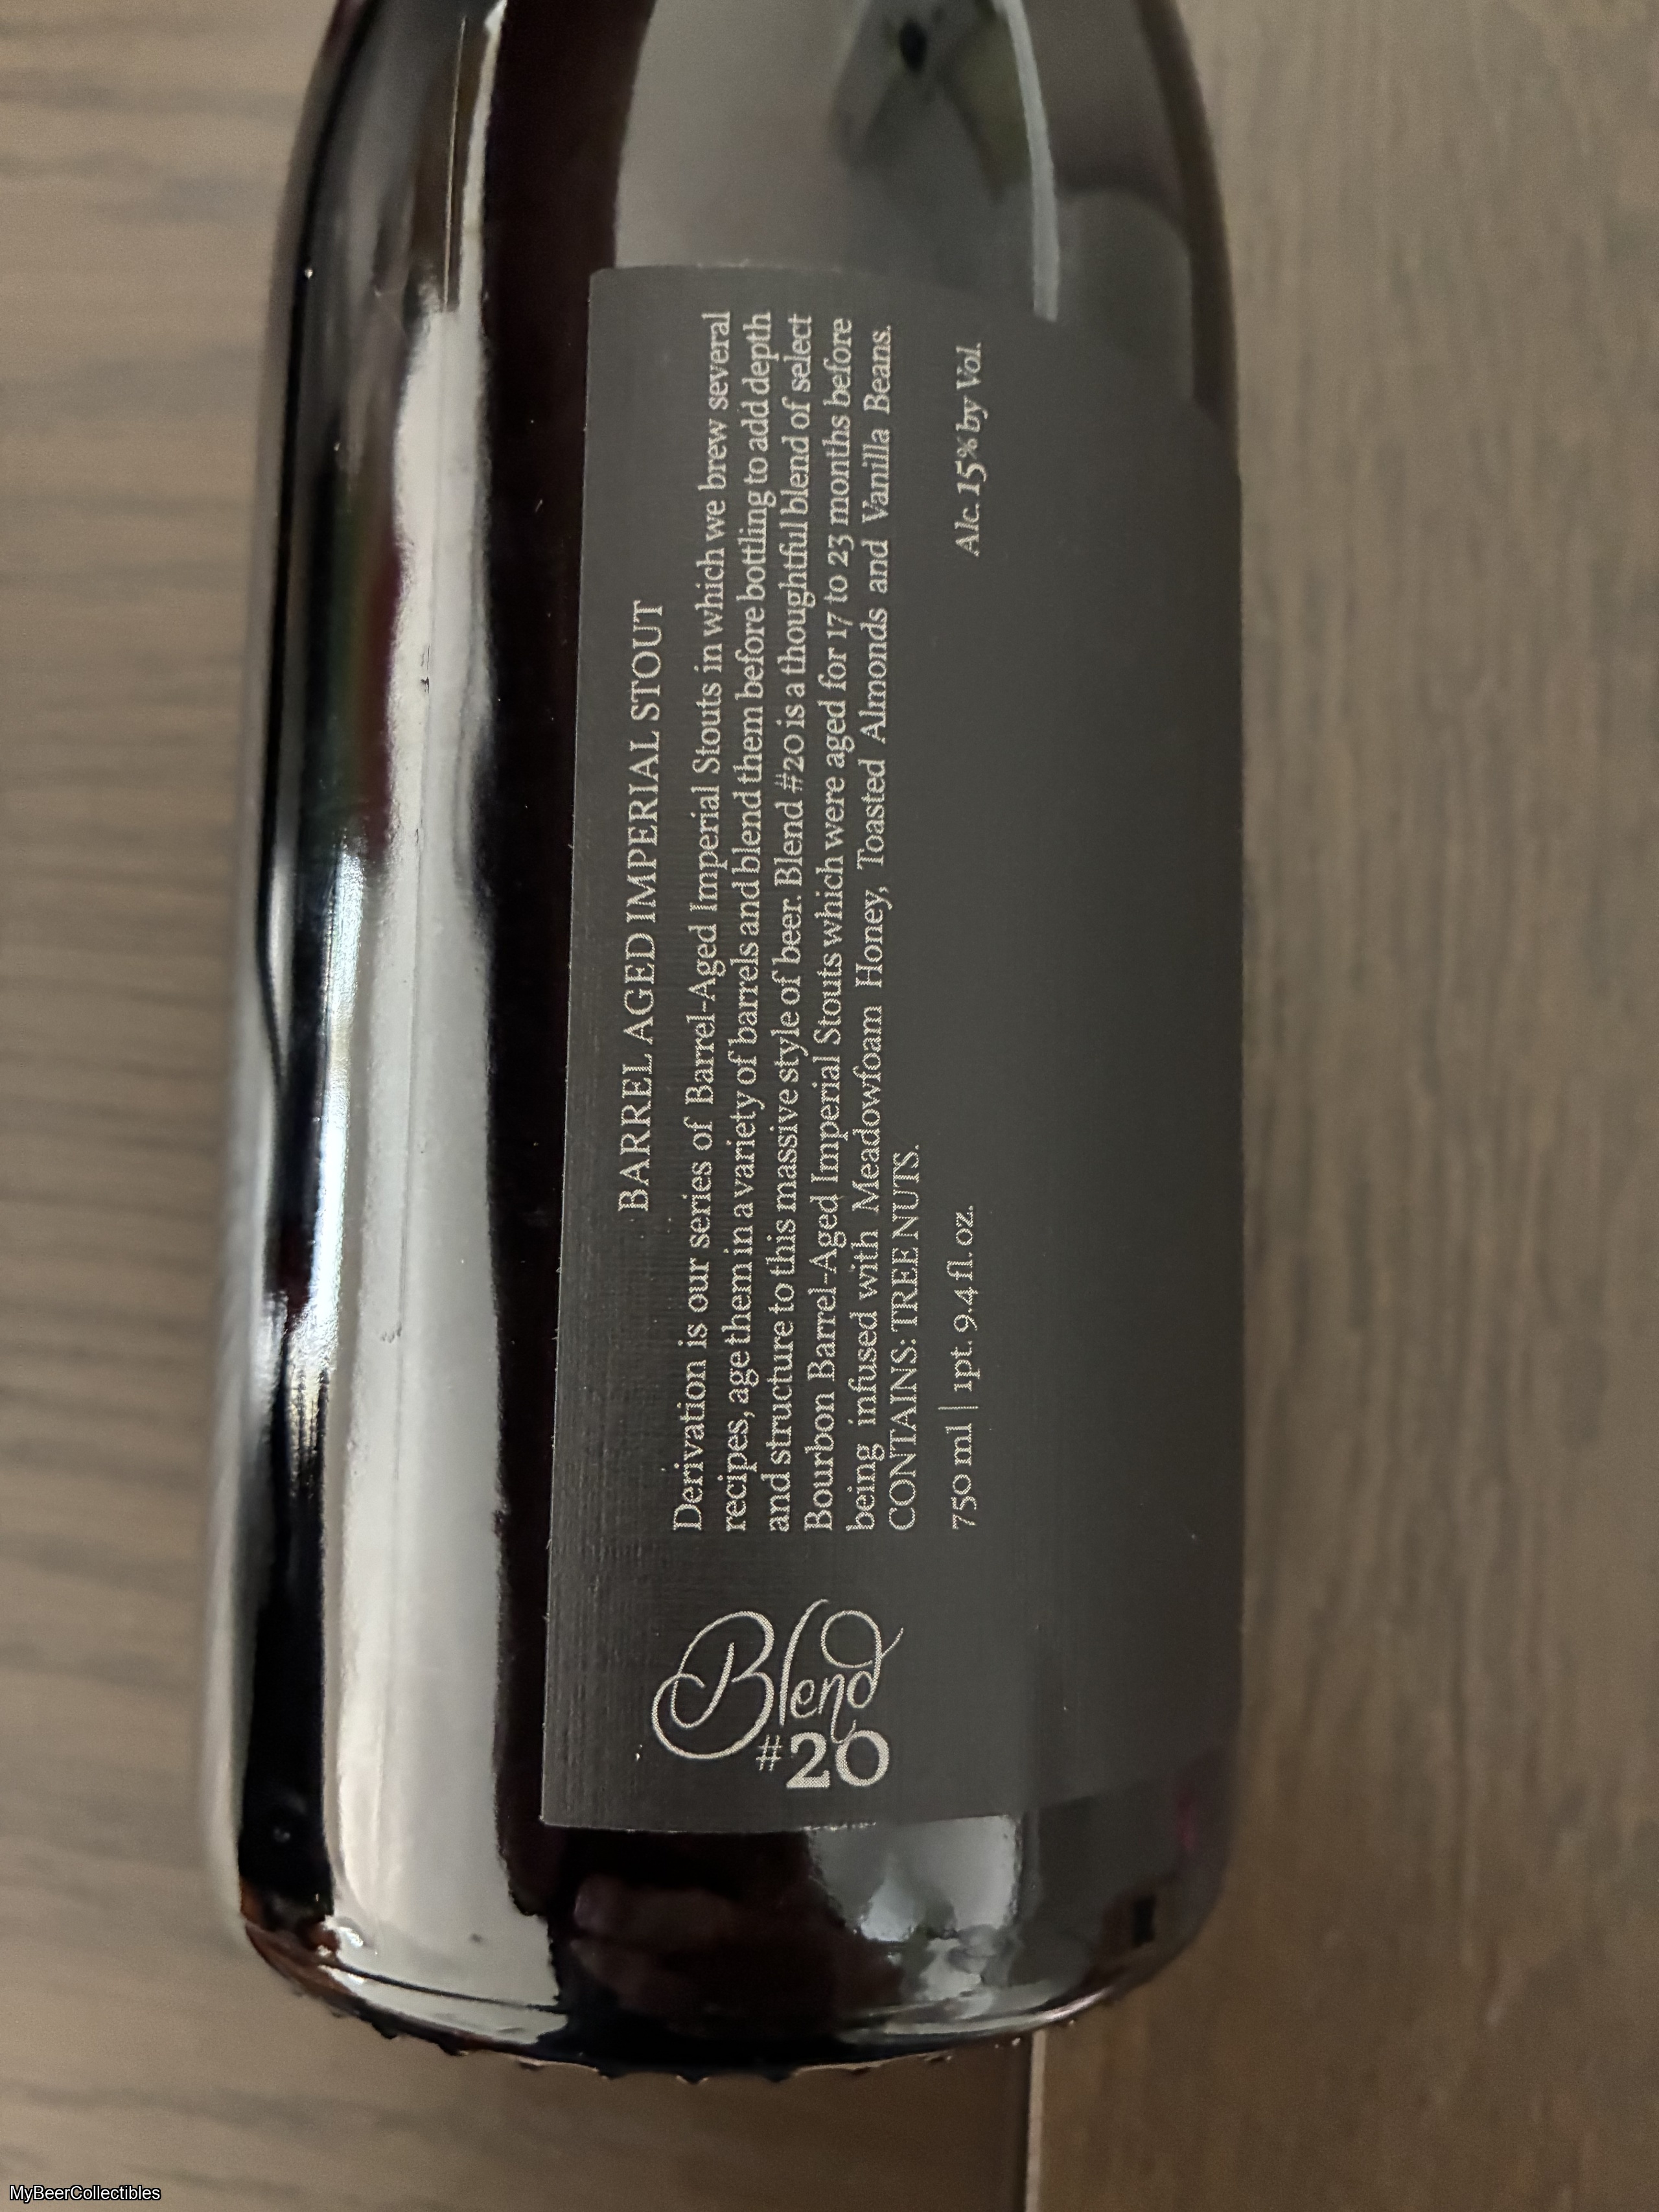 BARREL AGED IMPERIAL STOUT
Derivation is our series of Barrel-Aged Imperial Stouts in which we brew several
recipes, age them in a variety of barrels and blend them before bottling to add depth
and structure to this massive style of beer. Blend #20 is a thoughtful blend of select
Bourbon Barrel-Aged Imperial Stouts which were aged for 17 to 23 months before
being infused with Meadowfoam Honey, Toasted Almonds and Vanilla Beans.
CONTAINS: TREE NUTS.
750 ml | 1pt. 9.4 fl. oz.
Alc. 15% by Vol.
Blend
#20
MyBeerCollectibles